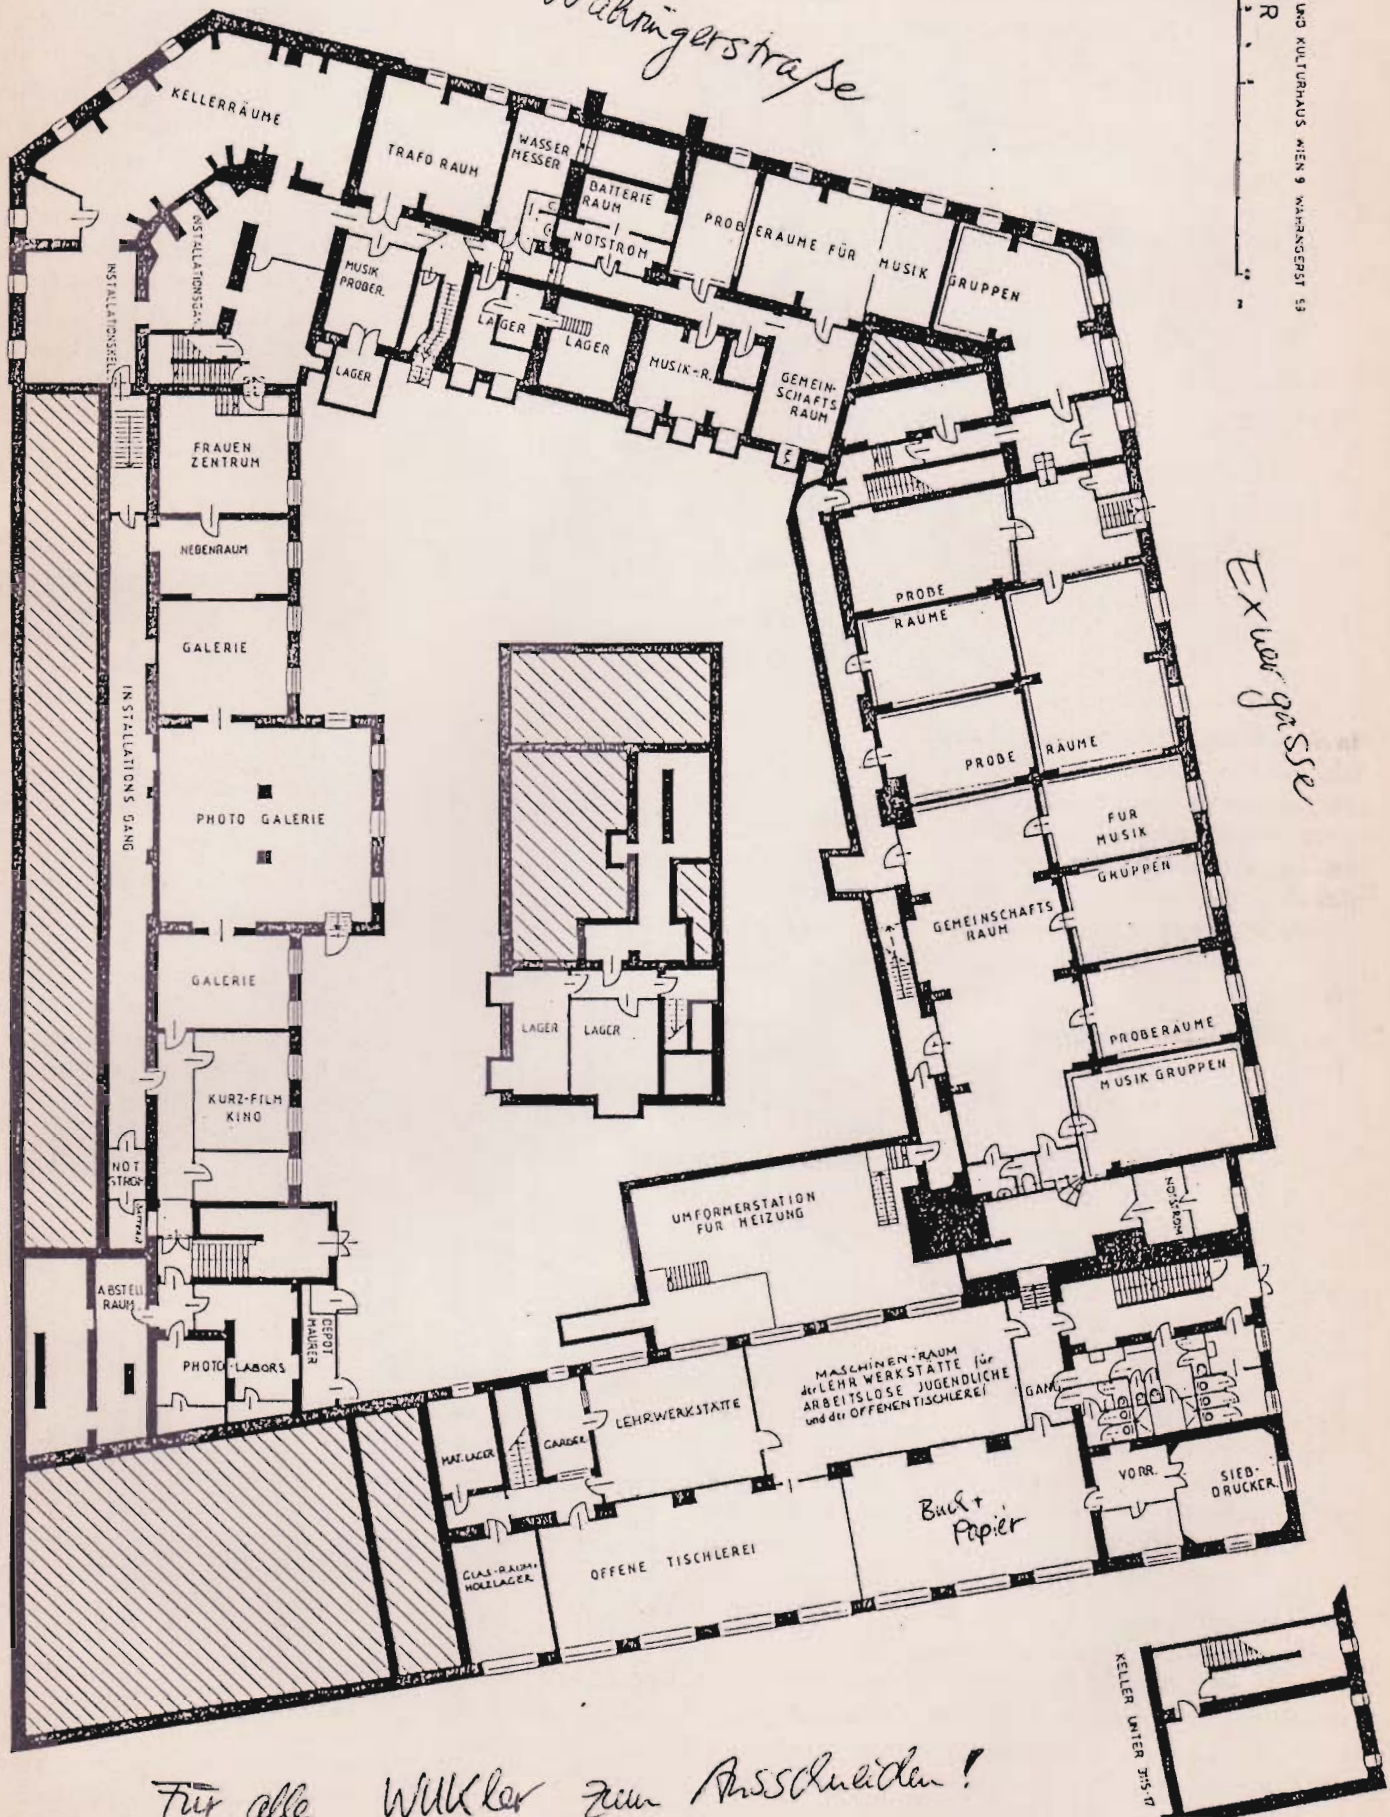 Währingerstraße
R
UND KULTURHAUS WIEN 9 WÄHRINGERST 59
KELLERRÄUME
TRAFO RAUM
WASSER
MESSER
BATTERIE
RAUM
NOTSTROM
PROBERÄUME FÜR MUSIK GRUPPEN
INSTALLATIONSGAN
INSTALLATIONSKEL
MUSIK
PROBER.
LAGER
LAGER
LAGER
MUSIK-R.
GEMEIN-
SCHAFTS
RAUM
FRAUEN
ZENTRUM
NEBENRAUM
GALERIE
INSTALLATIONS GANG
PHOTO GALERIE
GALERIE
KURZ-FILM
KINO
NOT
STROM
ABSTELL
RAUM
PHOTO-LABORS
DEPOT
MAURER
LAGER
LAGER
Exnergasse
PROBE
RÄUME
PROBE RÄUME
FÜR
MUSIK
GRUPPEN
GEMEINSCHAFTS
RAUM
PROBERÄUME
MUSIK GRUPPEN
NOTSTROM
UMFORMERSTATION
FÜR HEIZUNG
MASCHINEN-RAUM
der LEHRWERKSTÄTTE für
ARBEITSLOSE JUGENDLICHE
und der OFFENEN TISCHLEREI
GANG
LEHRWERKSTÄTTE
MAT. LAGER
GARDER.
VORR.
SIEB-
DRUCKER.
Buch +
Papier
OFFENE TISCHLEREI
GLAS-RAUM+
HOLZLAGER
KELLER UNTER
Für alle WUKler zum Ausschneiden!